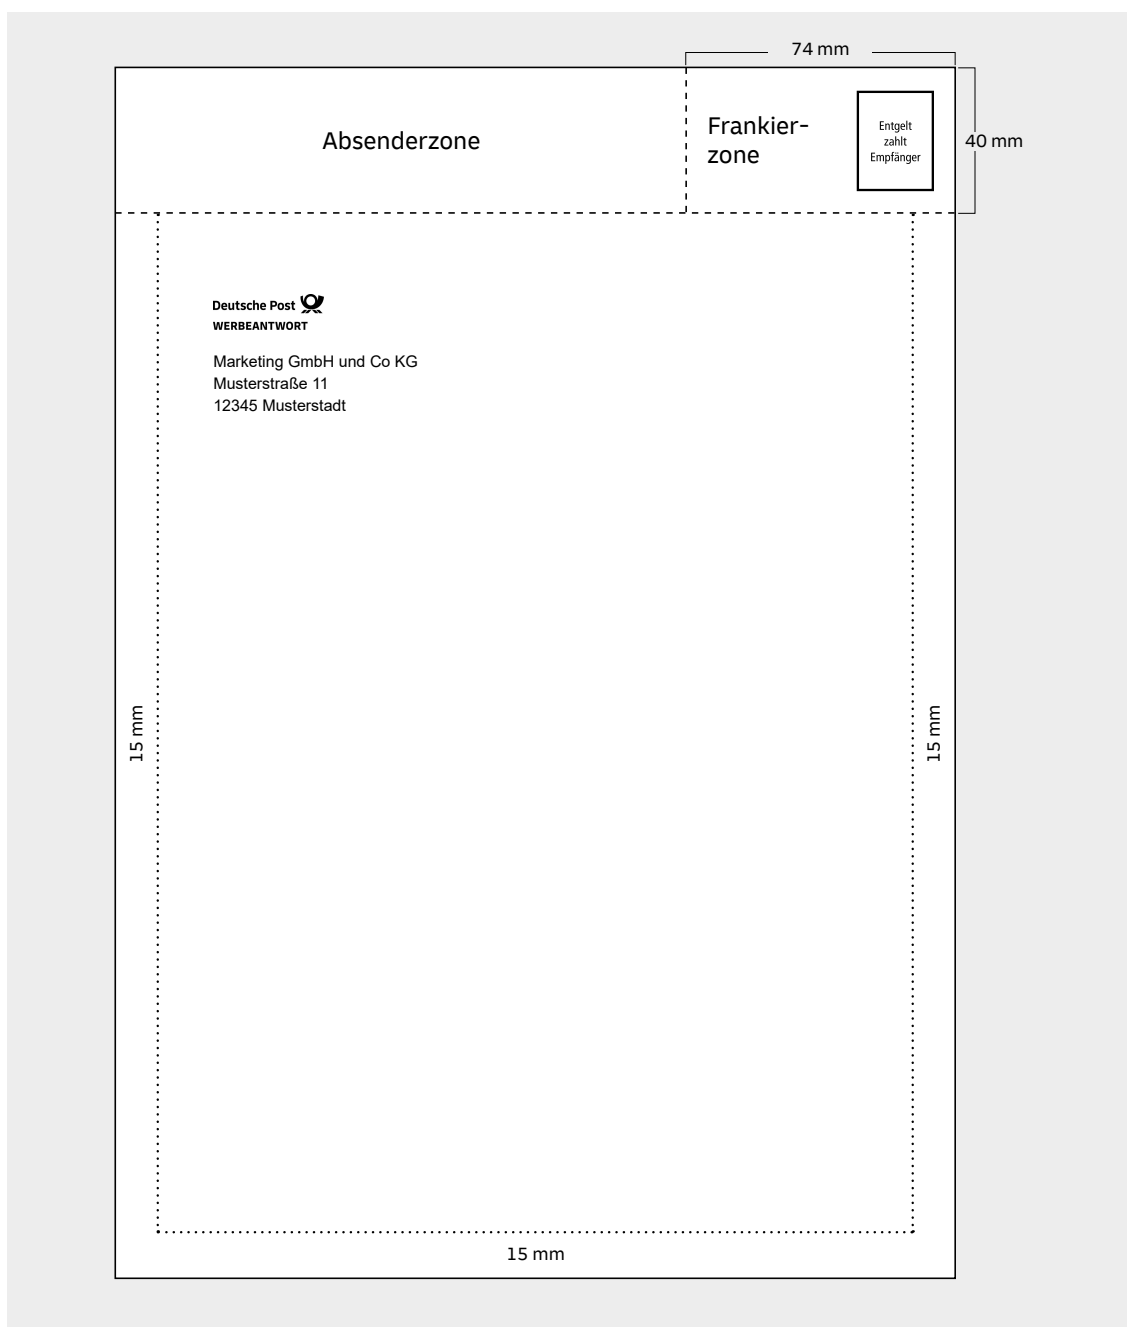 74 mm
Absenderzone
Frankier-
zone
Entgelt
zahlt
Empfänger
40 mm
Deutsche Post
WERBEANTWORT
Marketing GmbH und Co KG
Musterstraße 11
12345 Musterstadt
15 mm
15 mm
15 mm